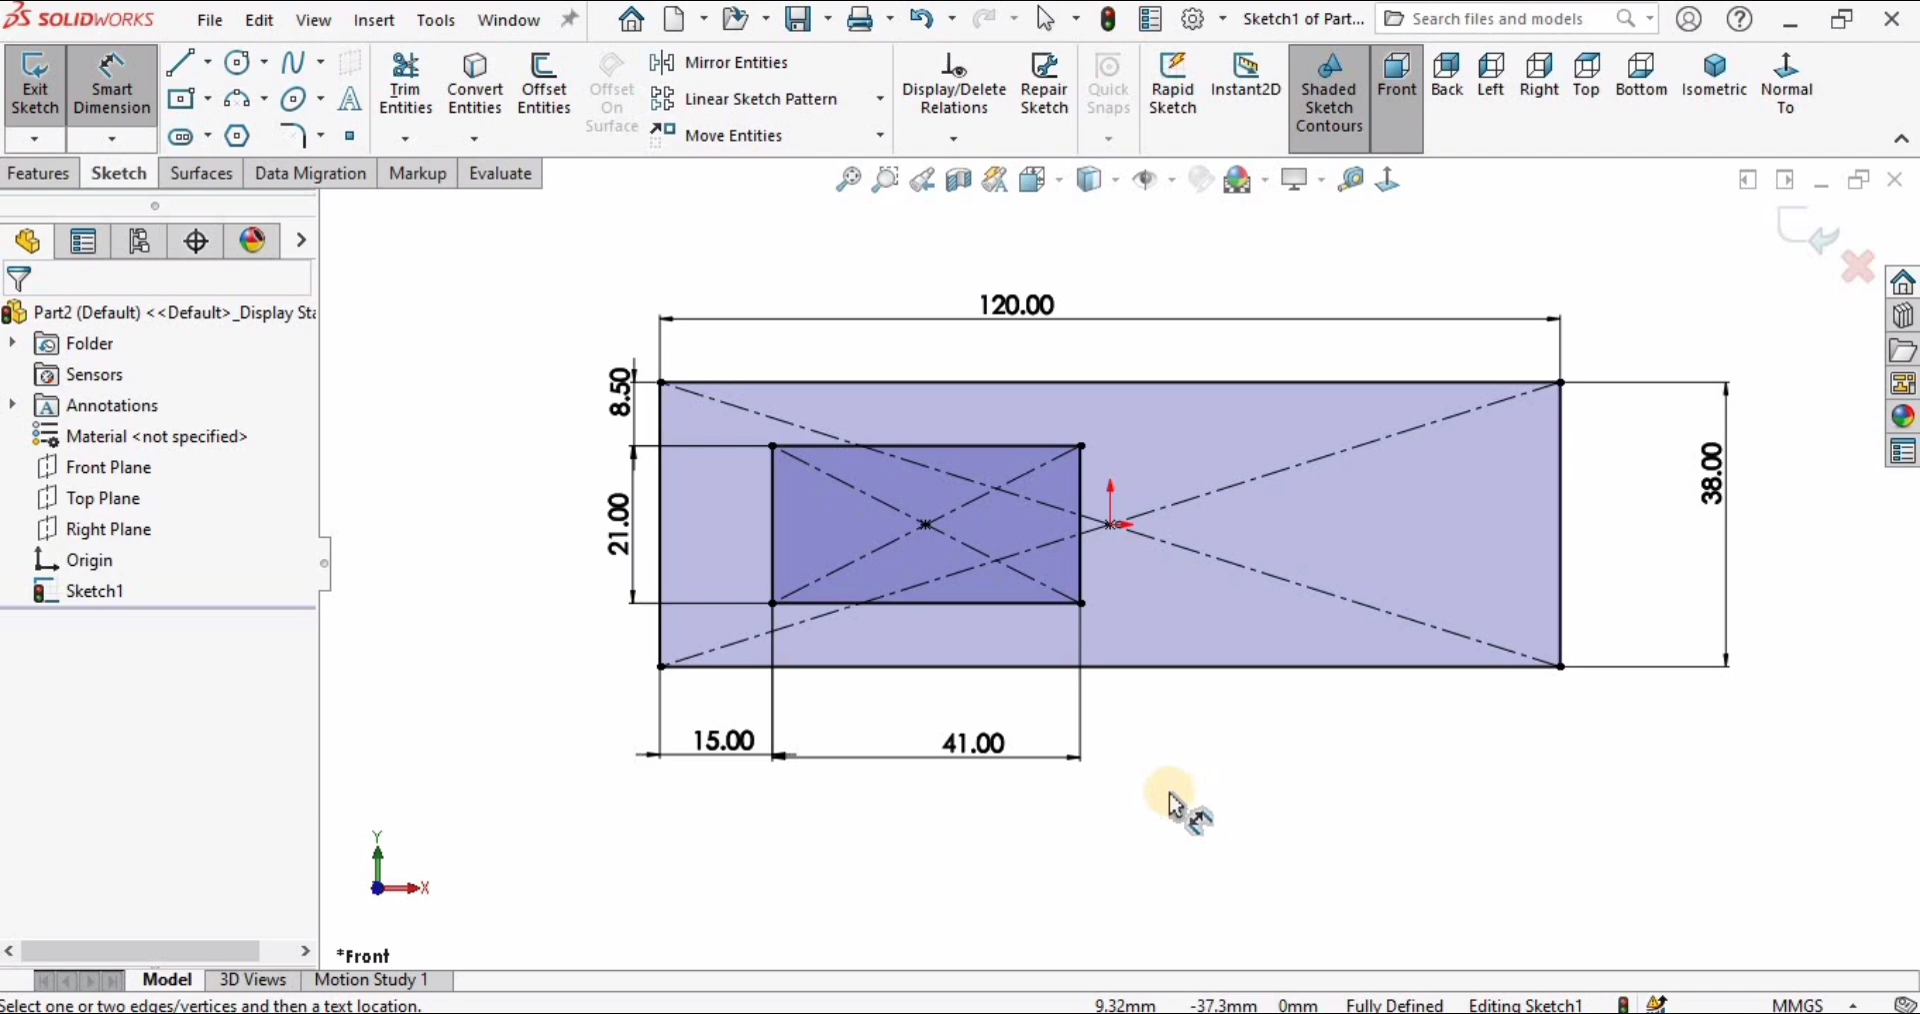 SOLIDWORKS File Edit View Insert Tools Window Sketch1 of Part... Search files and models
Exit Sketch
Smart Dimension
Trim Entities
Convert Entities
Offset Entities
Offset On Surface
Mirror Entities
Linear Sketch Pattern
Move Entities
Display/Delete Relations
Repair Sketch
Quick Snaps
Rapid Sketch
Instant2D
Shaded Sketch Contours
Front Back Left Right Top Bottom Isometric
Normal To
Features Sketch Surfaces Data Migration Markup Evaluate
Part2 (Default) <<Default>_Display Sta
Folder
Sensors
Annotations
Material <not specified>
Front Plane
Top Plane
Right Plane
Origin
Sketch1
120.00
8.50
21.00
38.00
15.00
41.00
Y
X
*Front
Model 3D Views Motion Study 1
Select one or two edges/vertices and then a text location. 9.32mm -37.3mm 0mm Fully Defined Editing Sketch1 MMGS